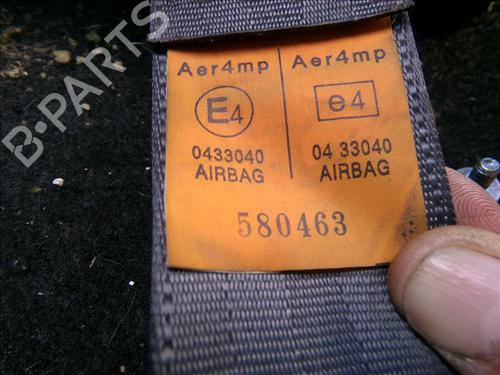 B-PARTS
Aer4mp
E4
0433040
AIRBAG
Aer4mp
e4
04 33040
AIRBAG
580463